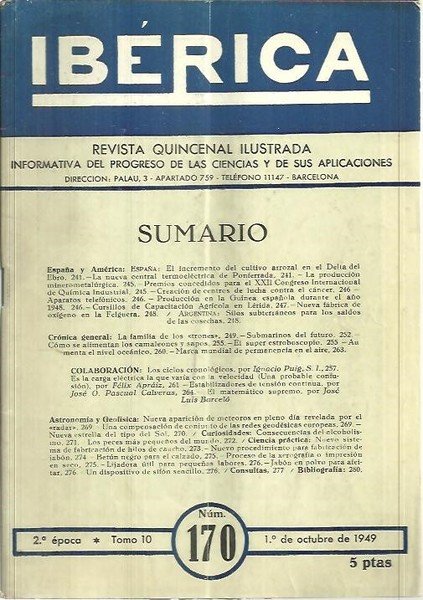 IBÉRICA
REVISTA QUINCENAL ILUSTRADA
INFORMATIVA DEL PROGRESO DE LAS CIENCIAS Y DE SUS APLICACIONES
DIRECCION: PALAU, 3 - APARTADO 759 - TELÉFONO 11147 - BARCELONA
SUMARIO
España y América: ESPAÑA: El incremento del cultivo arrozal en el Delta del
Ebro. 241.—La nueva central termoeléctrica de Ponferrada. 241. — La producción
minerometalúrgica. 245.—Premios concedidos para el XXII Congreso Internacional
de Química Industrial. 245.—Creación de centros de lucha contra el cáncer. 246 —
Aparatos telefónicos. 246. — Producción en la Guinea española durante el año
1948. 246.— Cursillos de Capacitación Agrícola en Lérida. 247.—Nueva fábrica de
oxígeno en la Felguera. 248. / ARGENTINA: Silos subterráneos para los saldos
de las cosechas. 248.
Crónica general: La familia de los «trones». 249.—Submarinos del futuro. 252.—
Cómo se alimentan los camaleones y sapos. 255.—El super estroboscopio. 255 —Au-
menta el nivel oceánico. 260.—Marca mundial de permanencia en el aire. 263.
COLABORACIÓN: Los ciclos cronológicos, por Ignacio Puig, S. I., 257.
Es la carga eléctrica la que varía con la velocidad (Una probable confu-
sión), por Félix Apráiz, 261 —Estabilizadores de tensión continua, por
José O. Pascual Calveras, 264. — El matemático supremo, por José
Luis Barceló
Astronomía y Geofísica: Nueva aparición de meteoros en pleno día revelada por el
«radar». 269.— Una compensación de conjunto de las redes geodésicas europeas. 269.—
Nueva estrella del tipo del Sol. 270. / Curiosidades: Consecuencias del alcoholis-
mo. 271. Los peces más pequeños del mundo. 272. / Ciencia práctica: Nuevo siste-
ma de fabricación de hilos de caucho. 273.— Nuevo procedimiento para fabricación de
jabón. 274 — Betún negro para el calzado, 275. — Proceso de la xerografía o impresión
en seco, 275. — Lijadora útil para pequeñas labores. 276. — Jabón en polvo para afei-
tar, 276. Un dispositivo de sifón sencillo. 276. / Consultas, 277 / Bibliografía: 280.
Núm.
2.ª época * Tomo 10
170
1.º de octubre de 1949
5 ptas